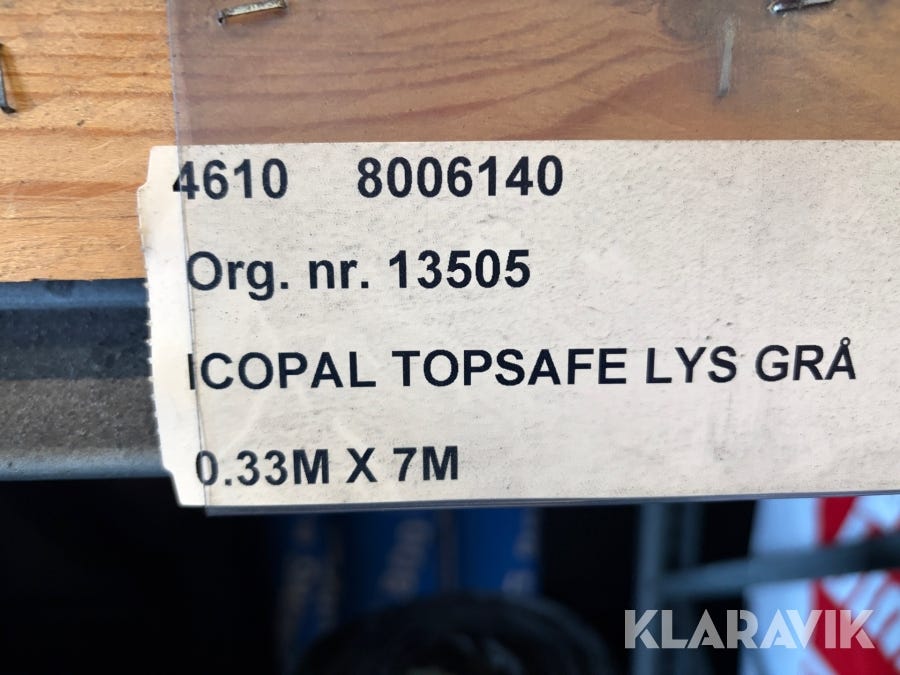 4610 8006140
Org. nr. 13505
ICOPAL TOPSAFE LYS GRÅ
0.33M X 7M
KLARAVIK